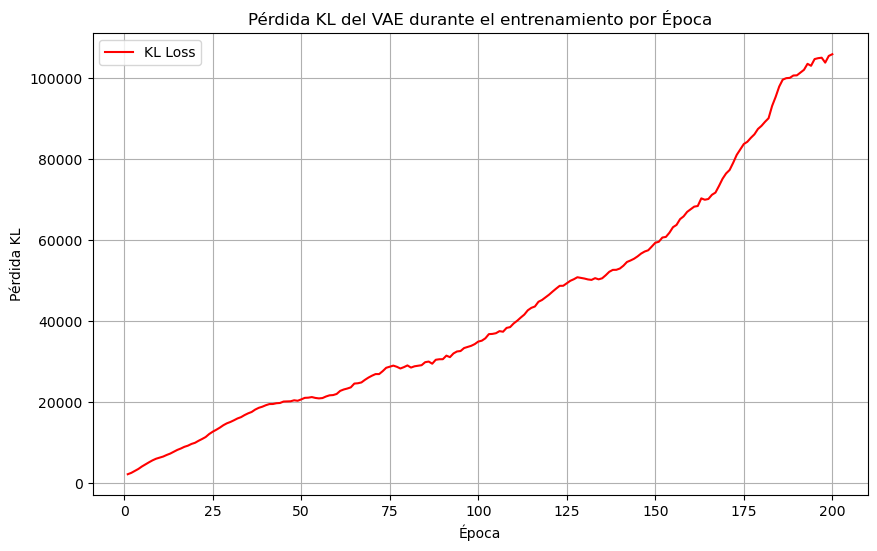 Pérdida KL del VAE durante el entrenamiento por Época
KL Loss
100000
80000
60000
40000
20000
0
Pérdida KL
0 25 50 75 100 125 150 175 200
Época